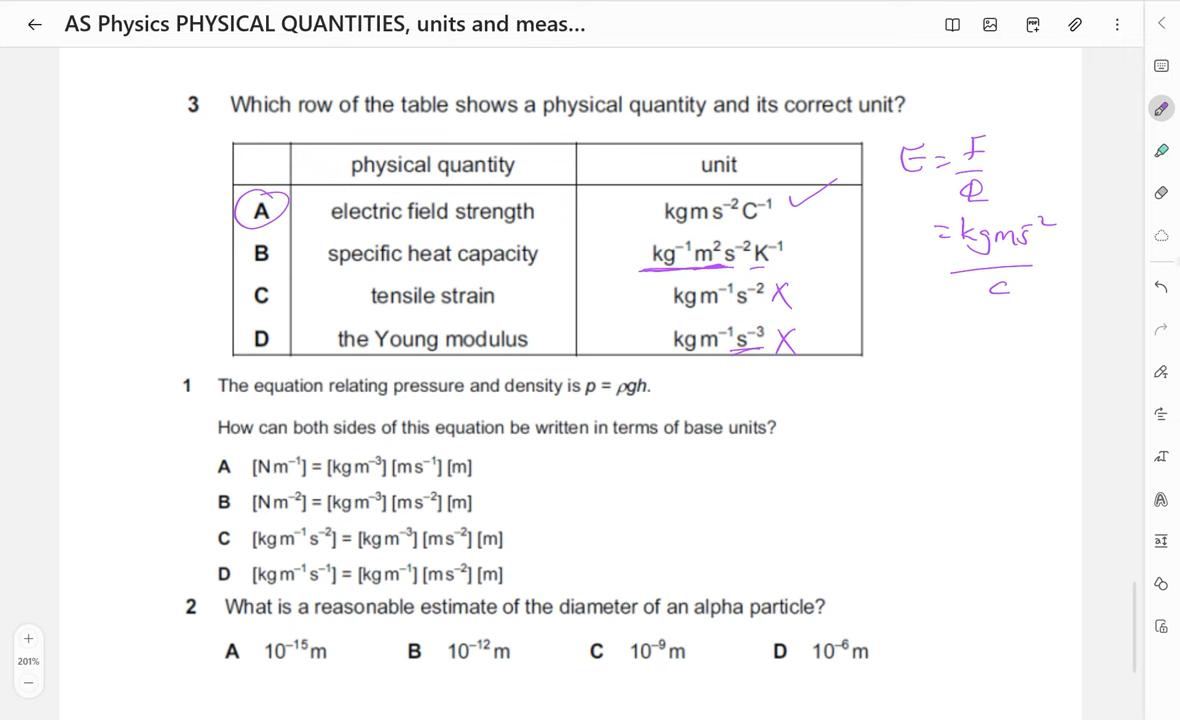 AS Physics PHYSICAL QUANTITIES, units and meas...
3 Which row of the table shows a physical quantity and its correct unit?
physical quantity unit
A electric field strength kg m s⁻² C⁻¹ ✓
B specific heat capacity kg⁻¹ m² s⁻² K⁻¹
C tensile strain kg m⁻¹ s⁻² X
D the Young modulus kg m⁻¹ s⁻³ X
E = F/Q
= kgms⁻²/C
1 The equation relating pressure and density is p = ρgh.
How can both sides of this equation be written in terms of base units?
A [N m⁻¹] = [kg m⁻³] [m s⁻¹] [m]
B [N m⁻²] = [kg m⁻³] [m s⁻²] [m]
C [kg m⁻¹ s⁻²] = [kg m⁻³] [m s⁻²] [m]
D [kg m⁻¹ s⁻¹] = [kg m⁻¹] [m s⁻²] [m]
2 What is a reasonable estimate of the diameter of an alpha particle?
A 10⁻¹⁵ m B 10⁻¹² m C 10⁻⁹ m D 10⁻⁶ m
201%